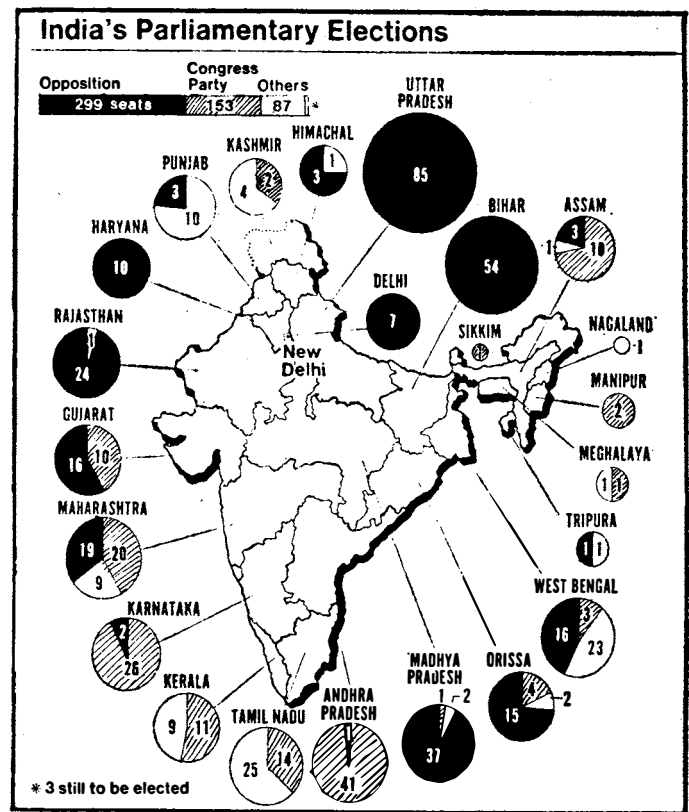 India's Parliamentary Elections
Opposition
Congress
Party
Others
299 seats
153
87
*
UTTAR
PRADESH
85
HIMACHAL
1
3
KASHMIR
4
2
PUNJAB
3
10
HARYANA
10
BIHAR
54
ASSAM
3
1
10
DELHI
7
RAJASTHAN
1
24
New
Delhi
SIKKIM
NAGALAND
1
MANIPUR
2
GUJARAT
16
10
MEGHALAYA
1
1
MAHARASHTRA
19
20
9
TRIPURA
1
1
WEST BENGAL
3
16
23
KARNATAKA
2
26
KERALA
9
11
TAMIL NADU
14
25
ANDHRA
PRADESH
41
MADHYA
PRADESH
1
2
37
ORISSA
4
2
15
* 3 still to be elected